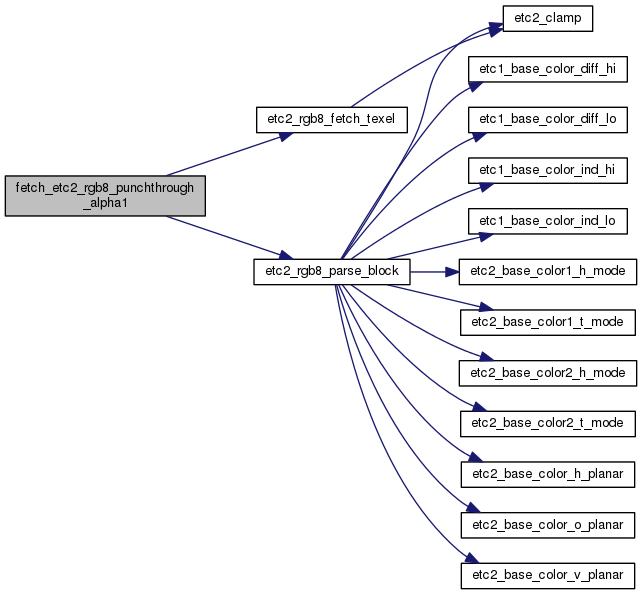 etc2_clamp
etc1_base_color_diff_hi
etc2_rgb8_fetch_texel
etc1_base_color_diff_lo
etc1_base_color_ind_hi
fetch_etc2_rgb8_punchthrough
_alpha1
etc1_base_color_ind_lo
etc2_rgb8_parse_block
etc2_base_color1_h_mode
etc2_base_color1_t_mode
etc2_base_color2_h_mode
etc2_base_color2_t_mode
etc2_base_color_h_planar
etc2_base_color_o_planar
etc2_base_color_v_planar